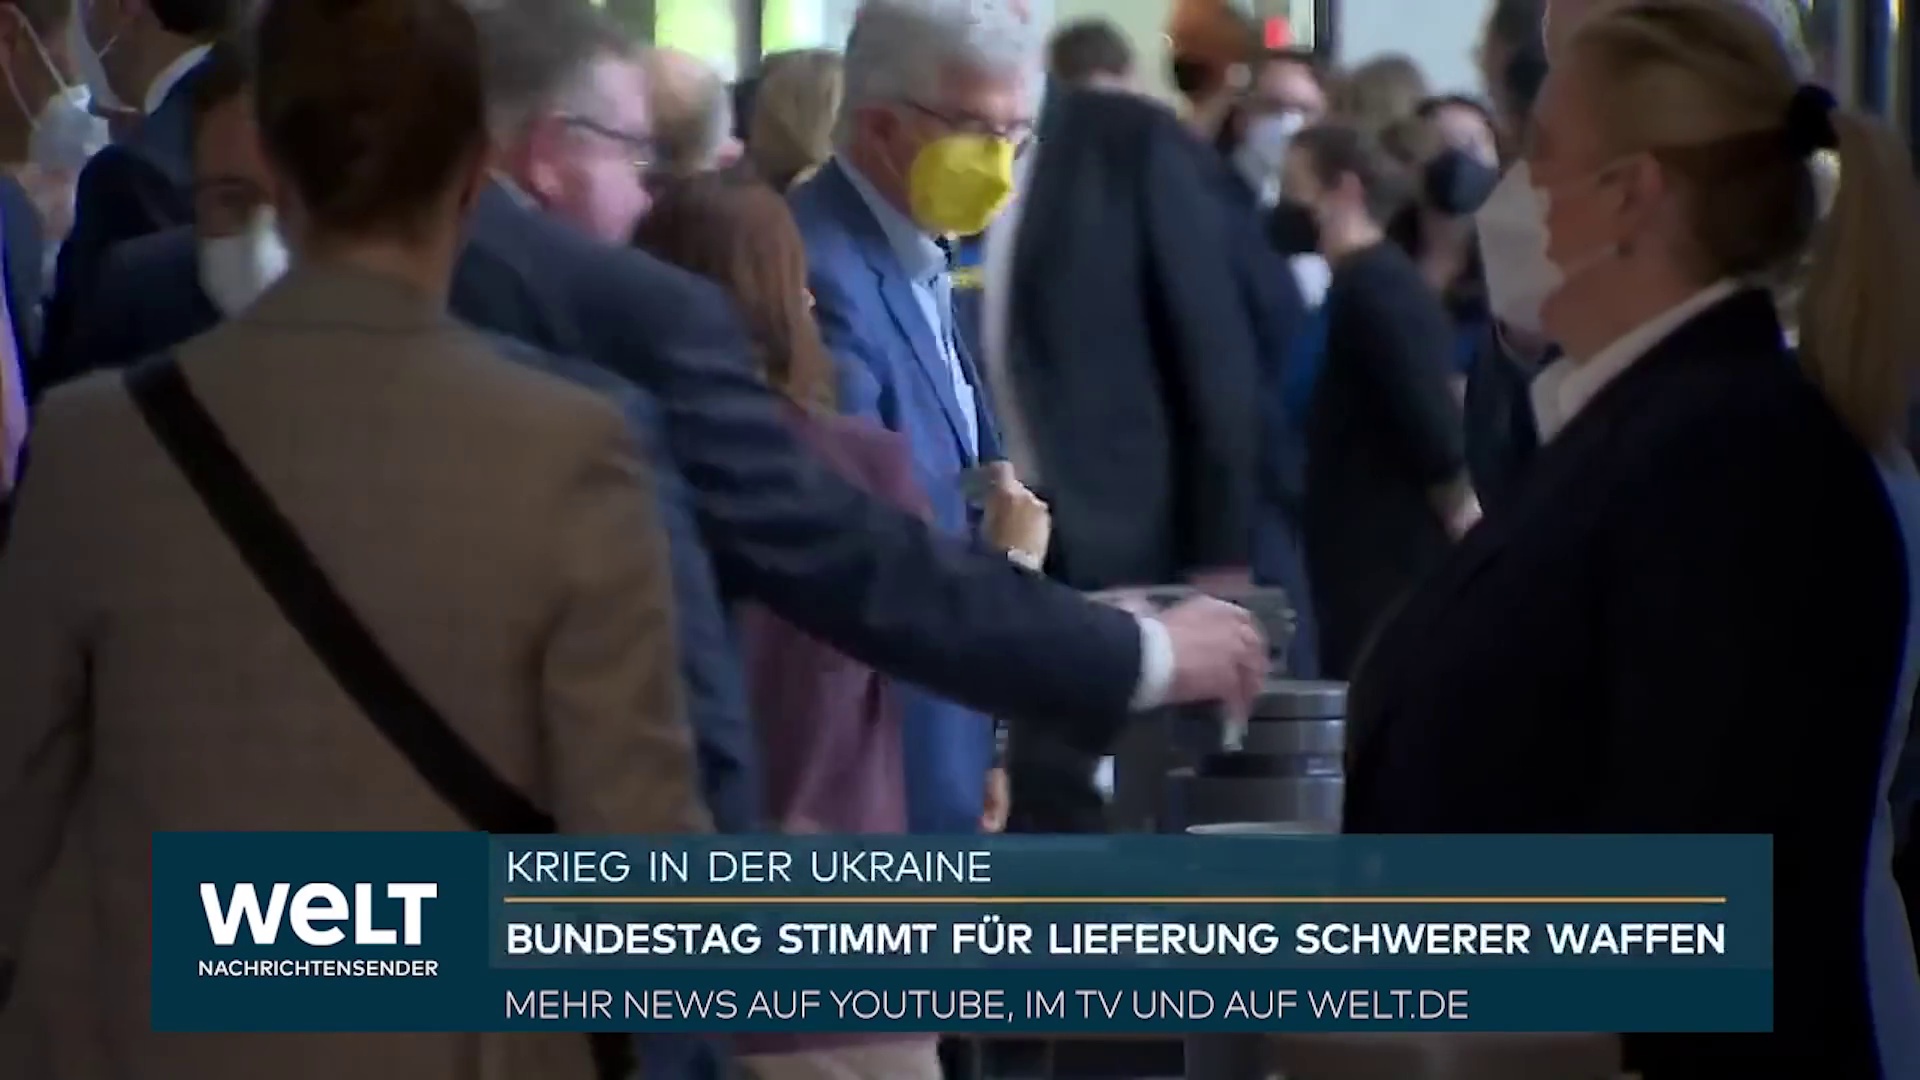 KRIEG IN DER UKRAINE
BUNDESTAG STIMMT FÜR LIEFERUNG SCHWERER WAFFEN
MEHR NEWS AUF YOUTUBE, IM TV UND AUF WELT.DE
WELT
NACHRICHTENSENDER